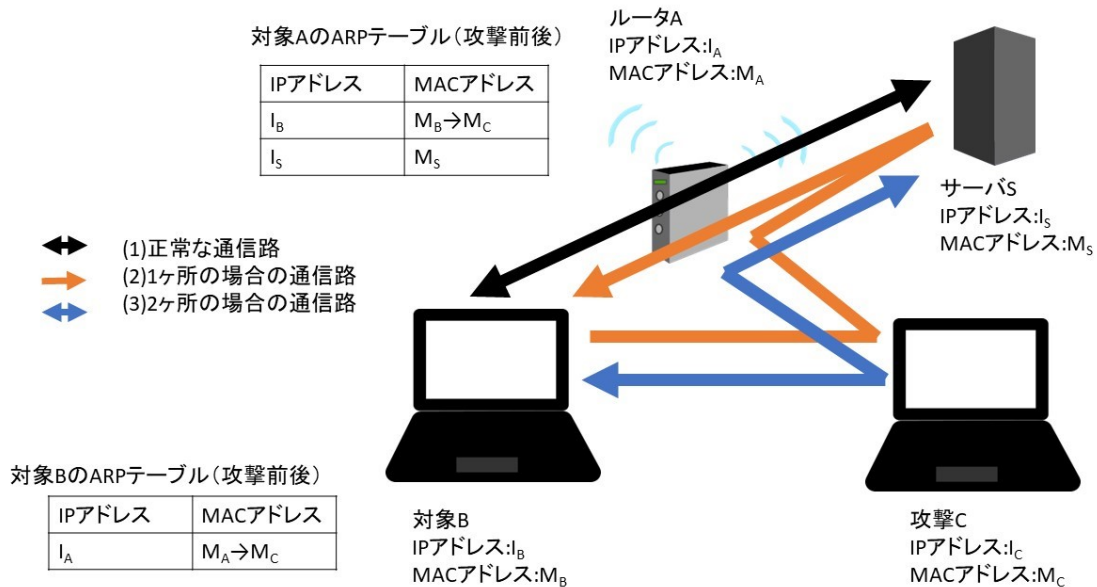 対象AのARPテーブル（攻撃前後）
IPアドレス MACアドレス
I_B M_B→M_C
I_S M_S
ルータA
IPアドレス:I_A
MACアドレス:M_A
サーバS
IPアドレス:I_S
MACアドレス:M_S
(1)正常な通信路
(2)1ヶ所の場合の通信路
(3)2ヶ所の場合の通信路
対象BのARPテーブル（攻撃前後）
IPアドレス MACアドレス
I_A M_A→M_C
対象B
IPアドレス:I_B
MACアドレス:M_B
攻撃C
IPアドレス:I_C
MACアドレス:M_C